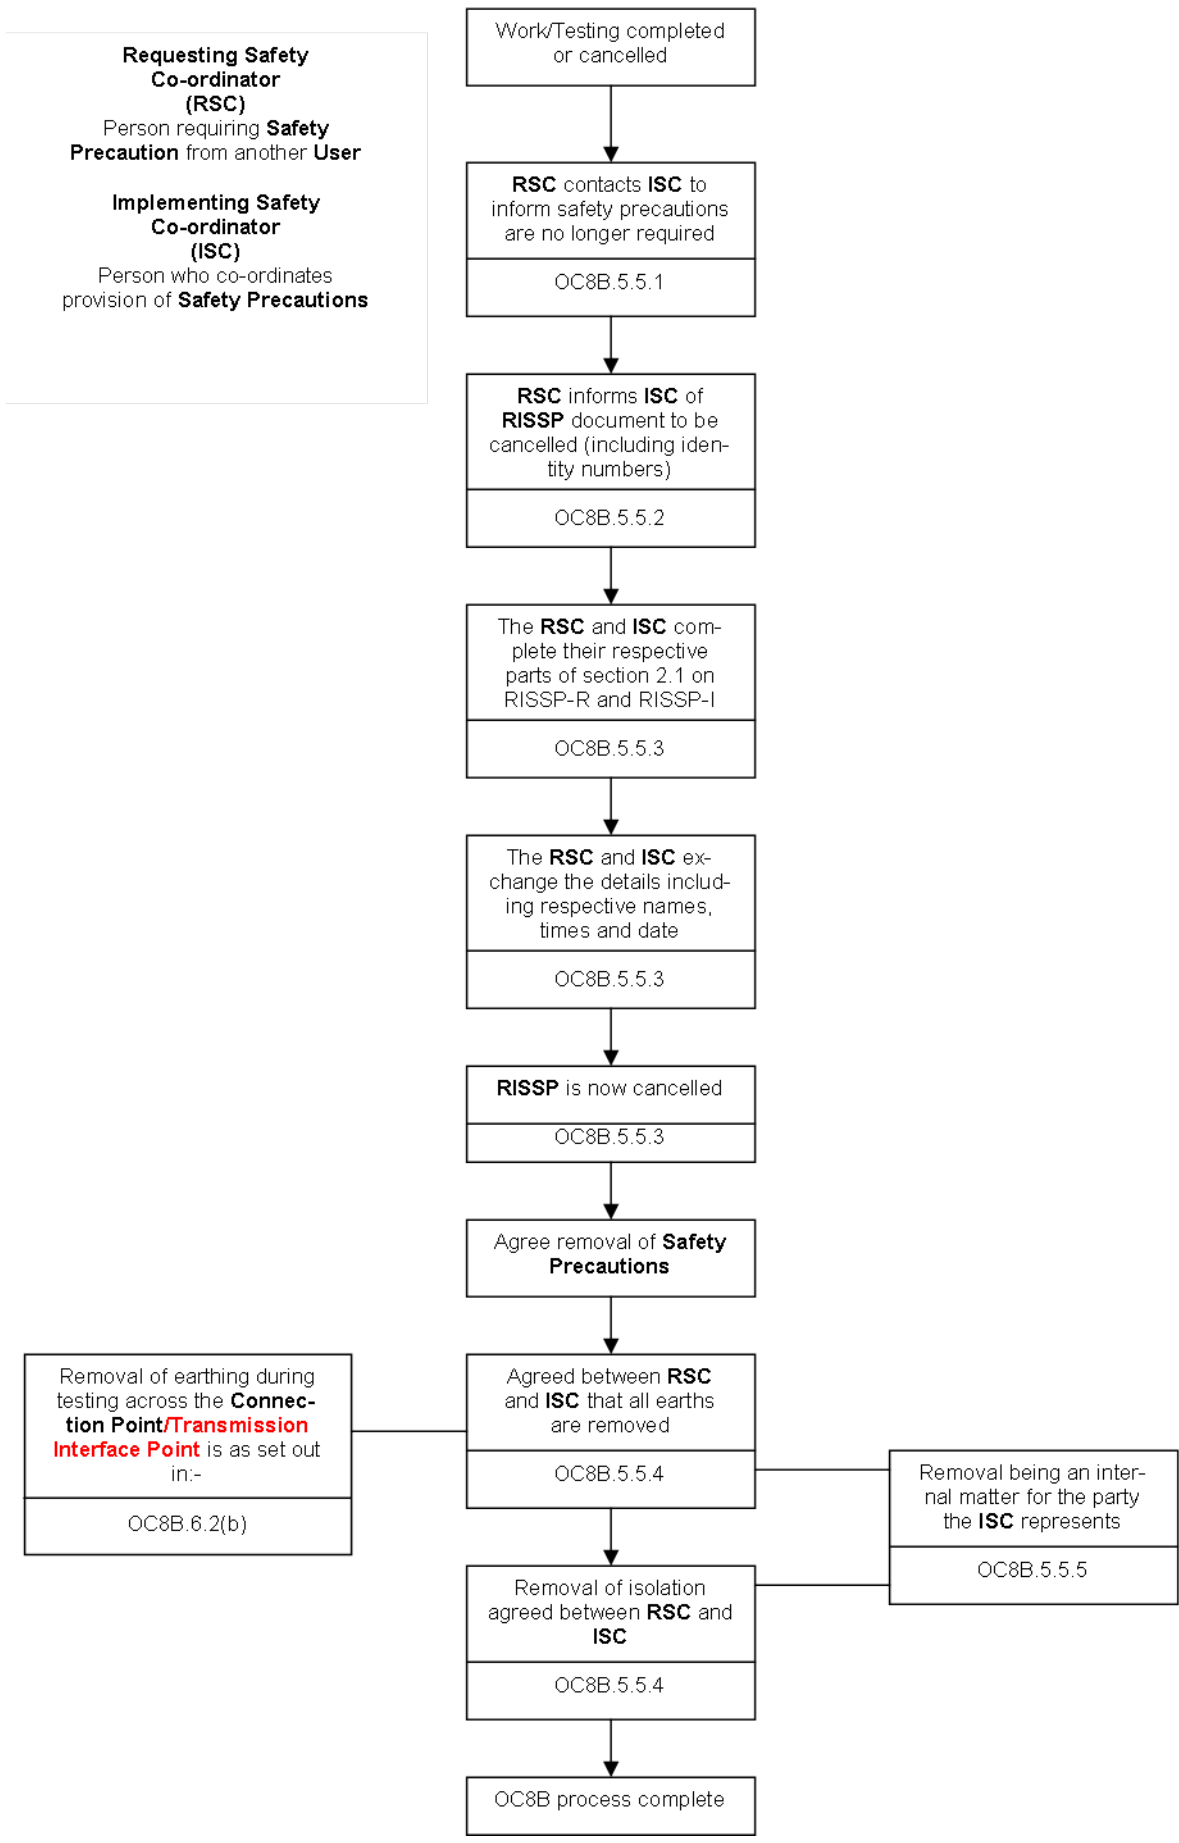 Requesting Safety
Co-ordinator
(RSC)
Person requiring Safety
Precaution from another User
Implementing Safety
Co-ordinator
(ISC)
Person who co-ordinates
provision of Safety Precautions
Work/Testing completed
or cancelled
RSC contacts ISC to
inform safety precautions
are no longer required
OC8B.5.5.1
RSC informs ISC of
RISSP document to be
cancelled (including iden-
tity numbers)
OC8B.5.5.2
The RSC and ISC com-
plete their respective
parts of section 2.1 on
RISSP-R and RISSP-I
OC8B.5.5.3
The RSC and ISC ex-
change the details includ-
ing respective names,
times and date
OC8B.5.5.3
RISSP is now cancelled
OC8B.5.5.3
Agree removal of Safety
Precautions
Removal of earthing during
testing across the Connec-
tion Point/Transmission
Interface Point is as set out
in:-
OC8B.6.2(b)
Agreed between RSC
and ISC that all earths
are removed
OC8B.5.5.4
Removal being an inter-
nal matter for the party
the ISC represents
OC8B.5.5.5
Removal of isolation
agreed between RSC and
ISC
OC8B.5.5.4
OC8B process complete